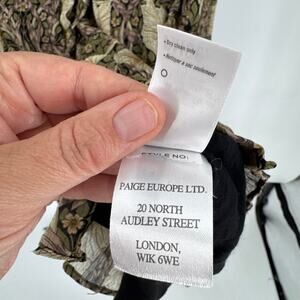 • Dry clean only
• Nettoyer à sec seulement
STYLE NO:
PAIGE EUROPE LTD.
20 NORTH
AUDLEY STREET
LONDON,
WIK 6WE